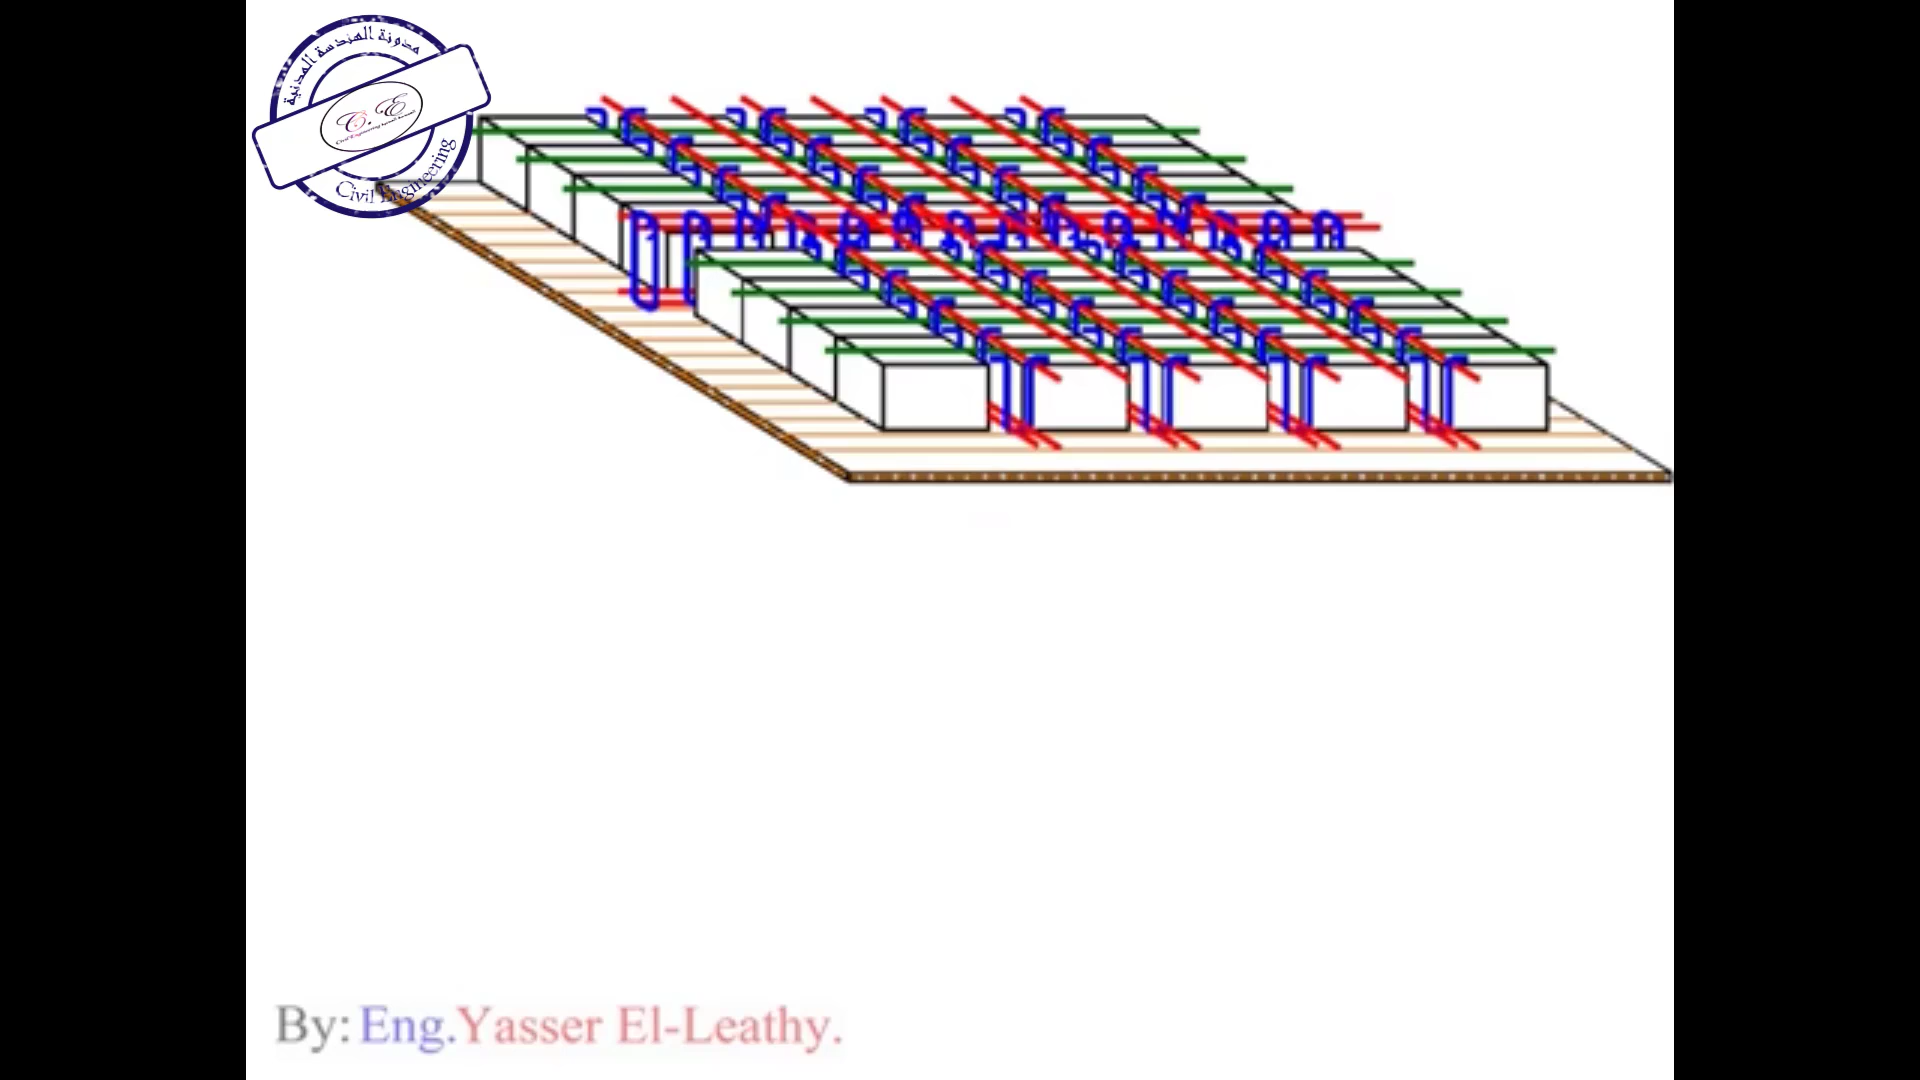 مدونة الهندسة المدنية
C. E
Civil Engineering
By: Eng.Yasser El-Leathy.